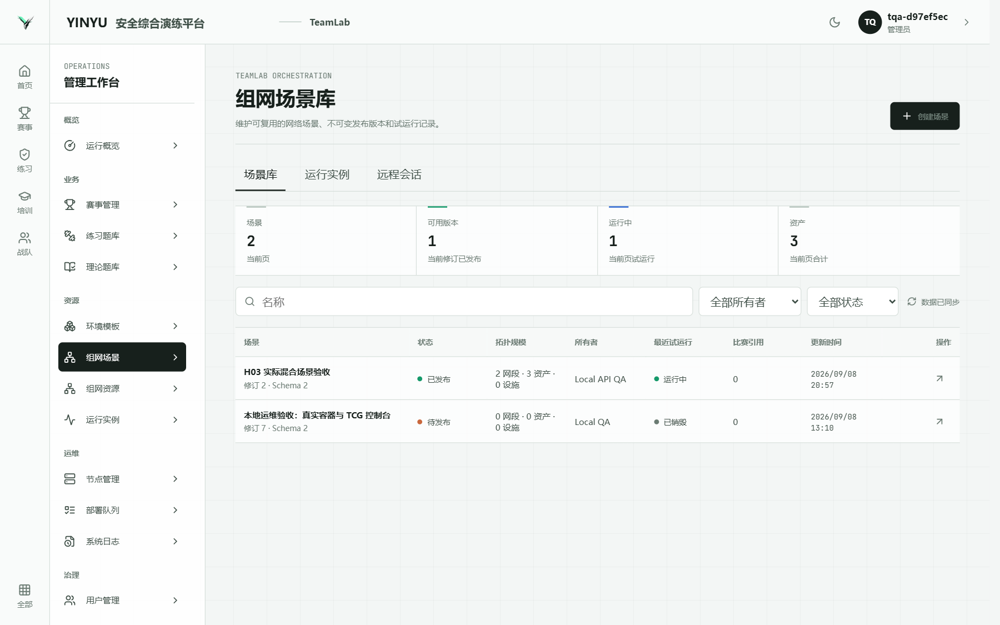 YINYU 安全综合演练平台
TeamLab
TQ
tqa-d97ef5ec
管理员
首页
赛事
练习
培训
战队
全部
OPERATIONS
管理工作台
概览
运行概览
业务
赛事管理
练习题库
理论题库
资源
环境模板
组网场景
组网资源
运行实例
运维
节点管理
部署队列
系统日志
治理
用户管理
TEAMLAB ORCHESTRATION
组网场景库
维护可复用的网络场景、不可变发布版本和试运行记录。
创建场景
场景库 运行实例 远程会话
场景
2
当前页
可用版本
1
当前修订已发布
运行中
1
当前页试运行
资产
3
当前页合计
名称
全部所有者
全部状态
数据已同步
场景 状态 拓扑规模 所有者 最近试运行 比赛引用 更新时间 操作
H03 实际混合场景验收
修订 2 · Schema 2
已发布
2 网段 · 3 资产 ·
0 设施
Local API QA
运行中
0
2026/09/08
20:57
本地运维验收：真实容器与 TCG 控制台
修订 7 · Schema 2
待发布
0 网段 · 0 资产 ·
0 设施
Local QA
已销毁
0
2026/09/08
13:10